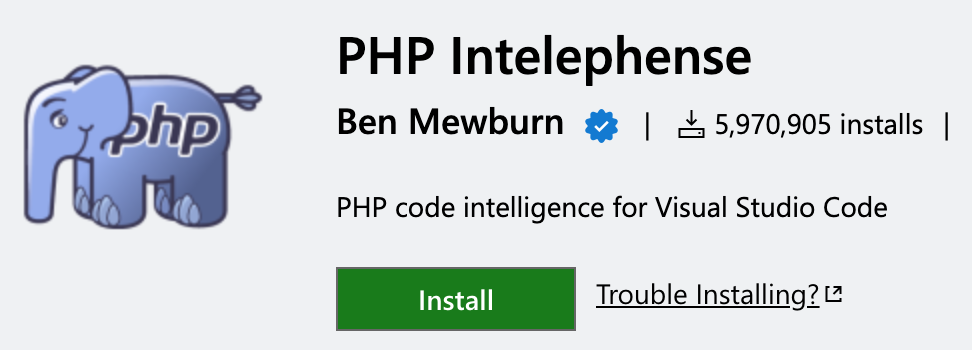 PHP Intelephense
php
Ben Mewburn | 5,970,905 installs |
PHP code intelligence for Visual Studio Code
Install Trouble Installing?